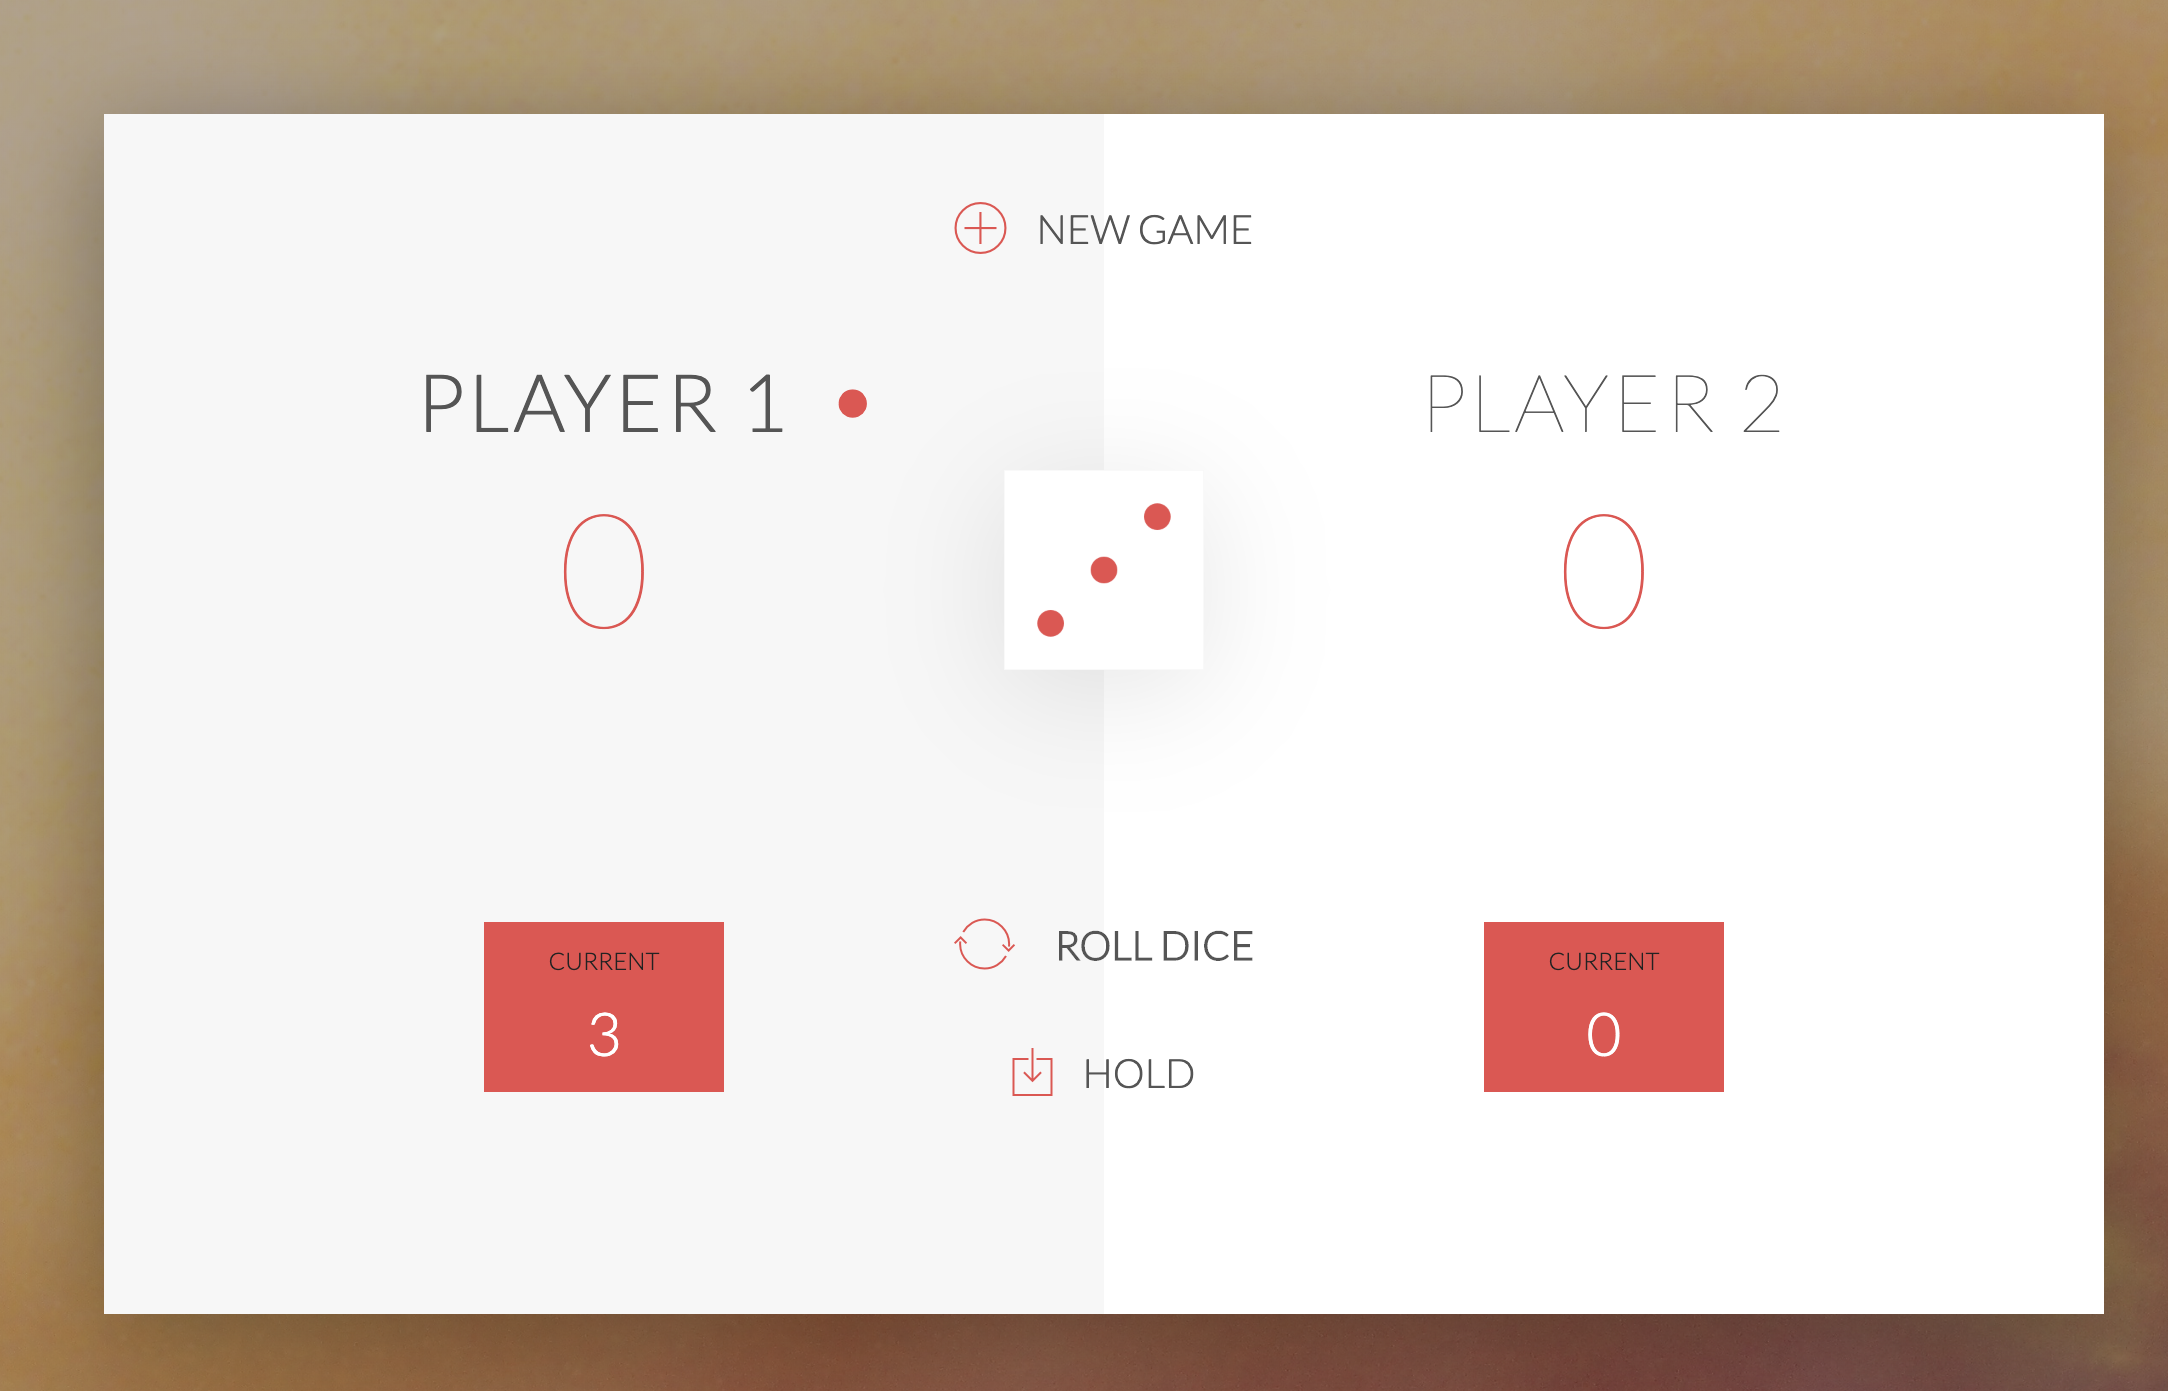 NEW GAME
PLAYER 1
0
PLAYER 2
0
CURRENT
3
ROLL DICE
HOLD
CURRENT
0